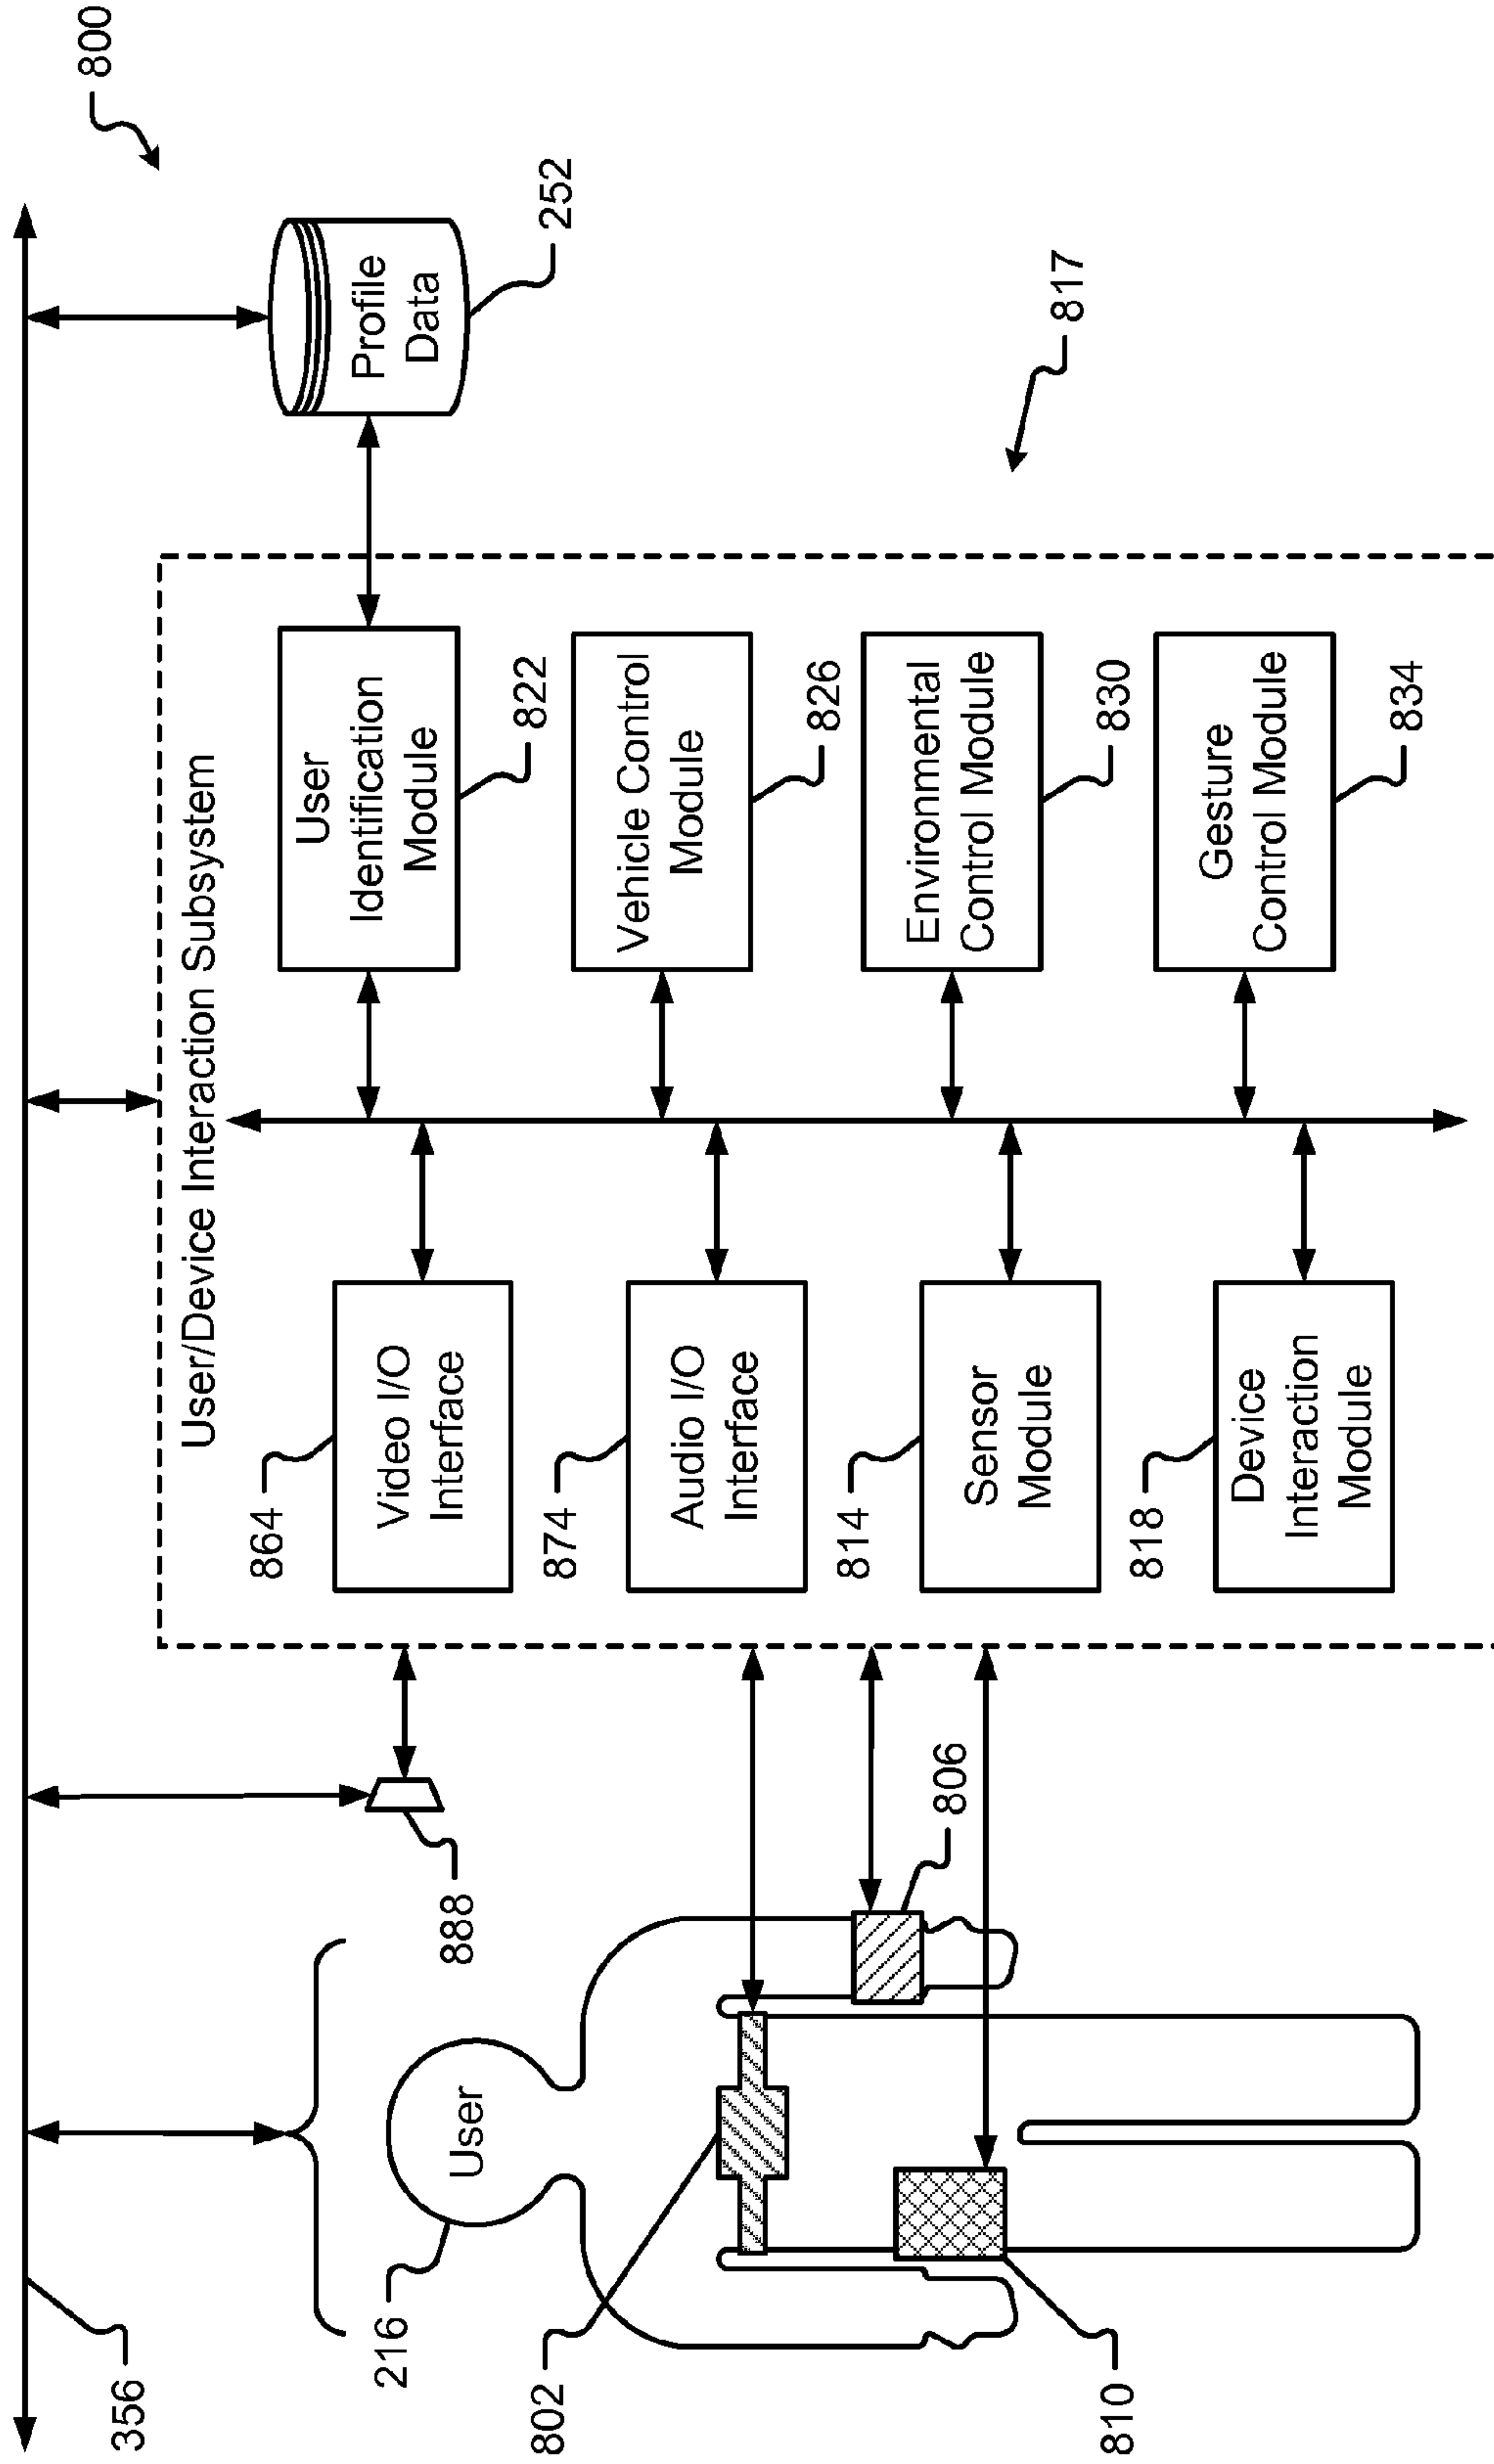 800
356
Profile
Data
252
817
User/Device Interaction Subsystem
User
216
888
802
806
810
864
Video I/O
Interface
User
Identification
Module
822
874
Audio I/O
Interface
Vehicle Control
Module
826
814
Sensor
Module
Environmental
Control Module
830
818
Device
Interaction
Module
Gesture
Control Module
834